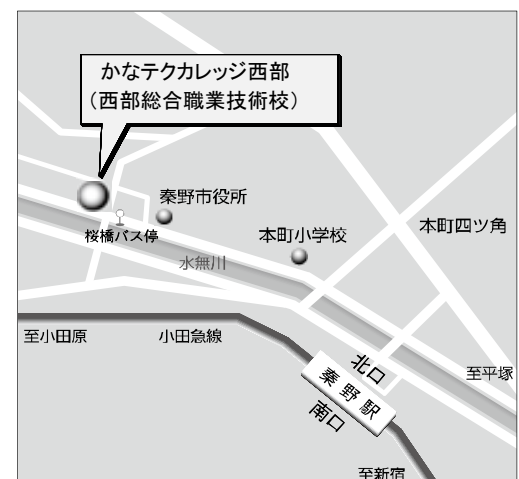 かなテクカレッジ西部
（西部総合職業技術校）
秦野市役所
桜橋バス停
本町小学校
本町四ツ角
水無川
至小田原
小田急線
北口
至平塚
秦野駅
南口
至新宿